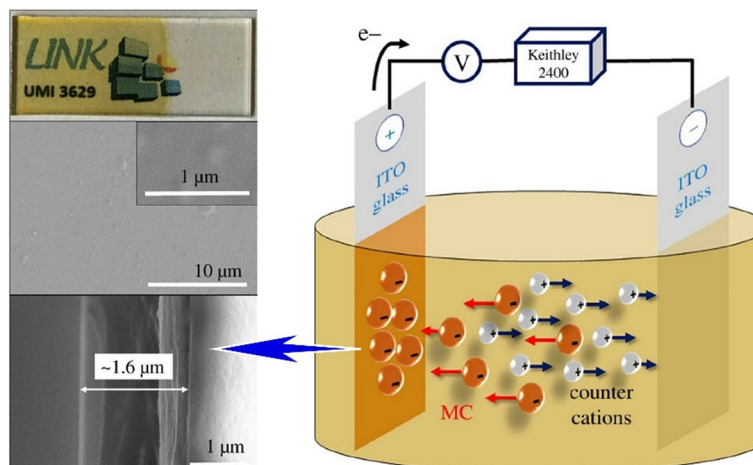 LINK
UMI 3629
1 μm
10 μm
~1.6 μm
1 μm
e−
V
Keithley
2400
+
−
ITO
glass
ITO
glass
MC
counter
cations